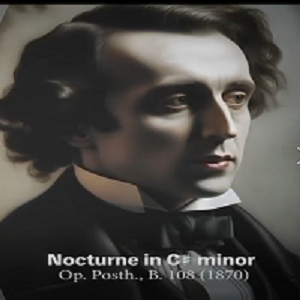 Nocturne in C♯ minor
Op. Posth., B. 108 (1870)